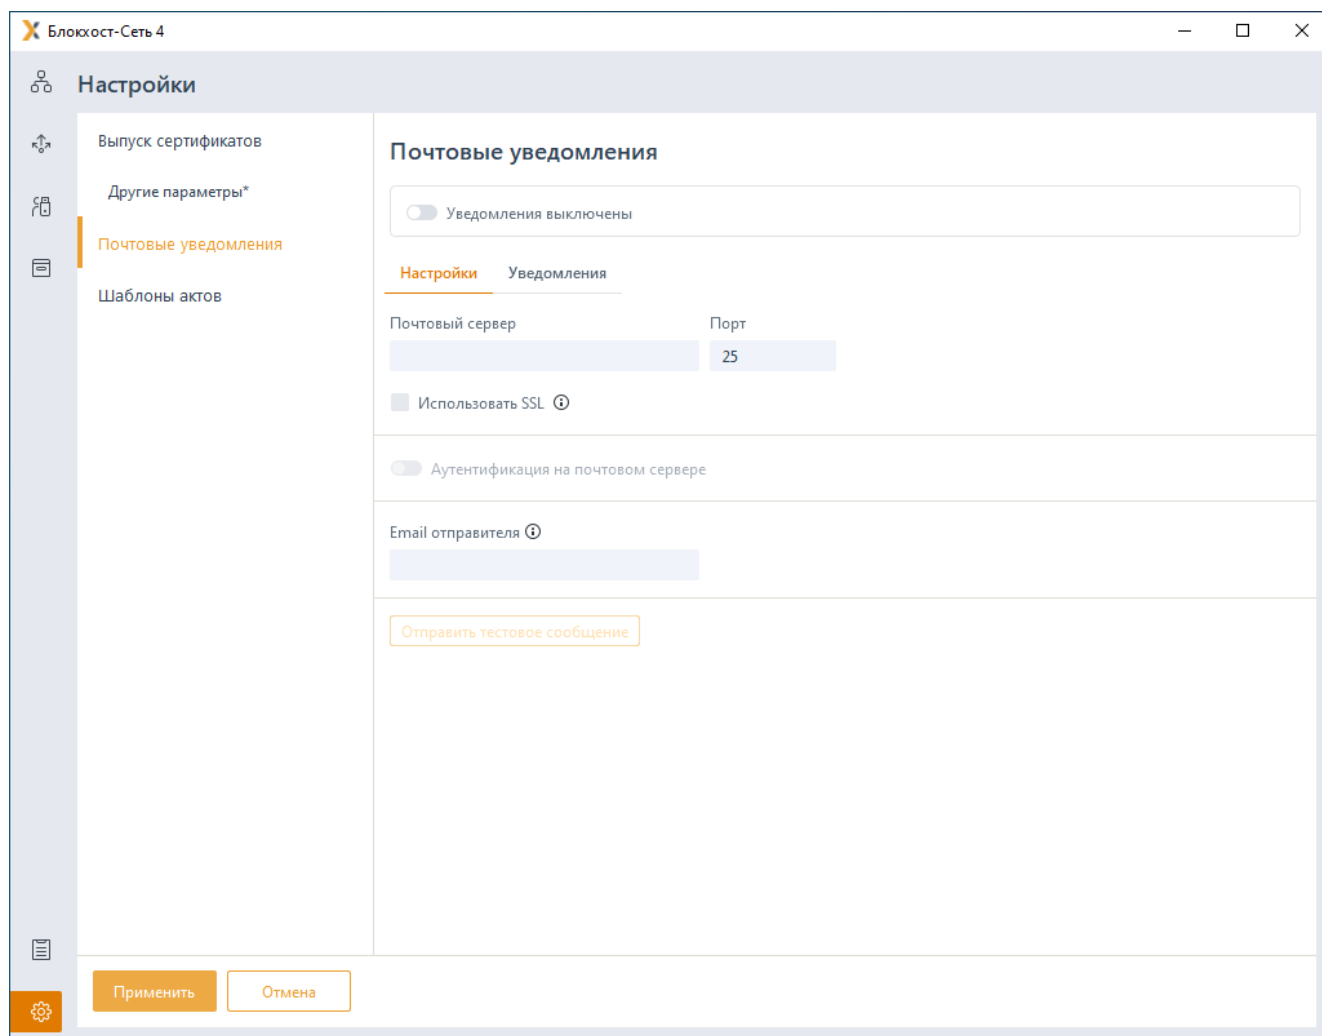 Блокхост-Сеть 4
Настройки
Выпуск сертификатов
Другие параметры*
Почтовые уведомления
Шаблоны актов
Почтовые уведомления
Уведомления выключены
Настройки Уведомления
Почтовый сервер Порт
25
Использовать SSL
Аутентификация на почтовом сервере
Email отправителя
Отправить тестовое сообщение
Применить Отмена